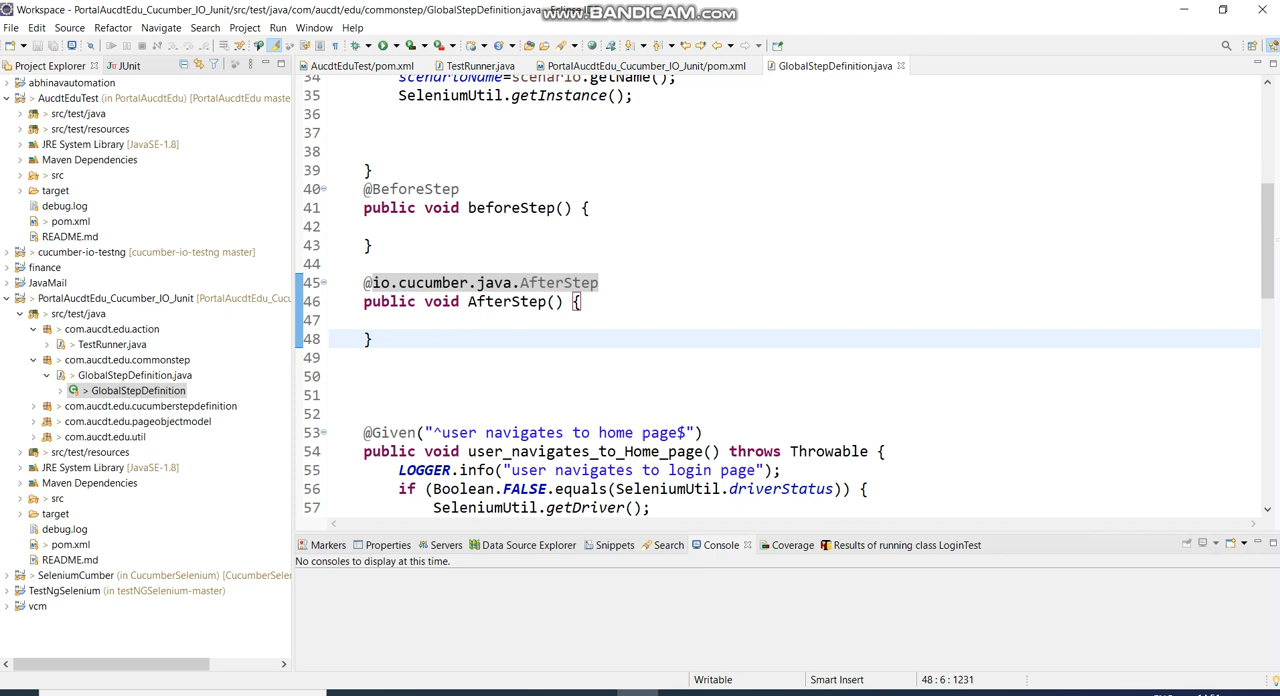 Workspace - PortalAucdtEdu_Cucumber_IO_Junit/src/test/java/com/aucdt/edu/commonstep/GlobalStepDefinition.java - Eclipse IDE
www.BANDICAM.com
File Edit Source Refactor Navigate Search Project Run Window Help
Project Explorer JUnit
AucdtEduTest/pom.xml TestRunner.java PortalAucdtEdu_Cucumber_IO_Junit/pom.xml GlobalStepDefinition.java
abhinavautomation
> AucdtEduTest (in PortalAucdtEdu) [PortalAucdtEdu maste
> src/test/java
> src/test/resources
JRE System Library [JavaSE-1.8]
Maven Dependencies
> src
> target
debug.log
> pom.xml
README.md
> cucumber-io-testng [cucumber-io-testng master]
finance
JavaMail
> PortalAucdtEdu_Cucumber_IO_Junit [PortalAucdtEdu_Cucu
> src/test/java
> com.aucdt.edu.action
> TestRunner.java
> com.aucdt.edu.commonstep
> GlobalStepDefinition.java
> GlobalStepDefinition
> com.aucdt.edu.cucumberstepdefinition
> com.aucdt.edu.pageobjectmodel
> com.aucdt.edu.util
> src/test/resources
JRE System Library [JavaSE-1.8]
Maven Dependencies
> src
> target
debug.log
> pom.xml
README.md
> SeleniumCumber (in CucumberSelenium) [CucumberSeler
TestNgSelenium (in testNGSelenium-master)
vcm
34 scenarioName=scenario.getName();
35 SeleniumUtil.getInstance();
36
37
38
39 }
40 @BeforeStep
41 public void beforeStep() {
42
43 }
44
45 @io.cucumber.java.AfterStep
46 public void AfterStep() {
47
48 }
49
50
51
52
53 @Given("^user navigates to home page$")
54 public void user_navigates_to_Home_page() throws Throwable {
55 LOGGER.info("user navigates to login page");
56 if (Boolean.FALSE.equals(SeleniumUtil.driverStatus)) {
57 SeleniumUtil.getDriver();
Markers Properties Servers Data Source Explorer Snippets Search Console Coverage Results of running class LoginTest
No consoles to display at this time.
Writable Smart Insert 48 : 6 : 1231